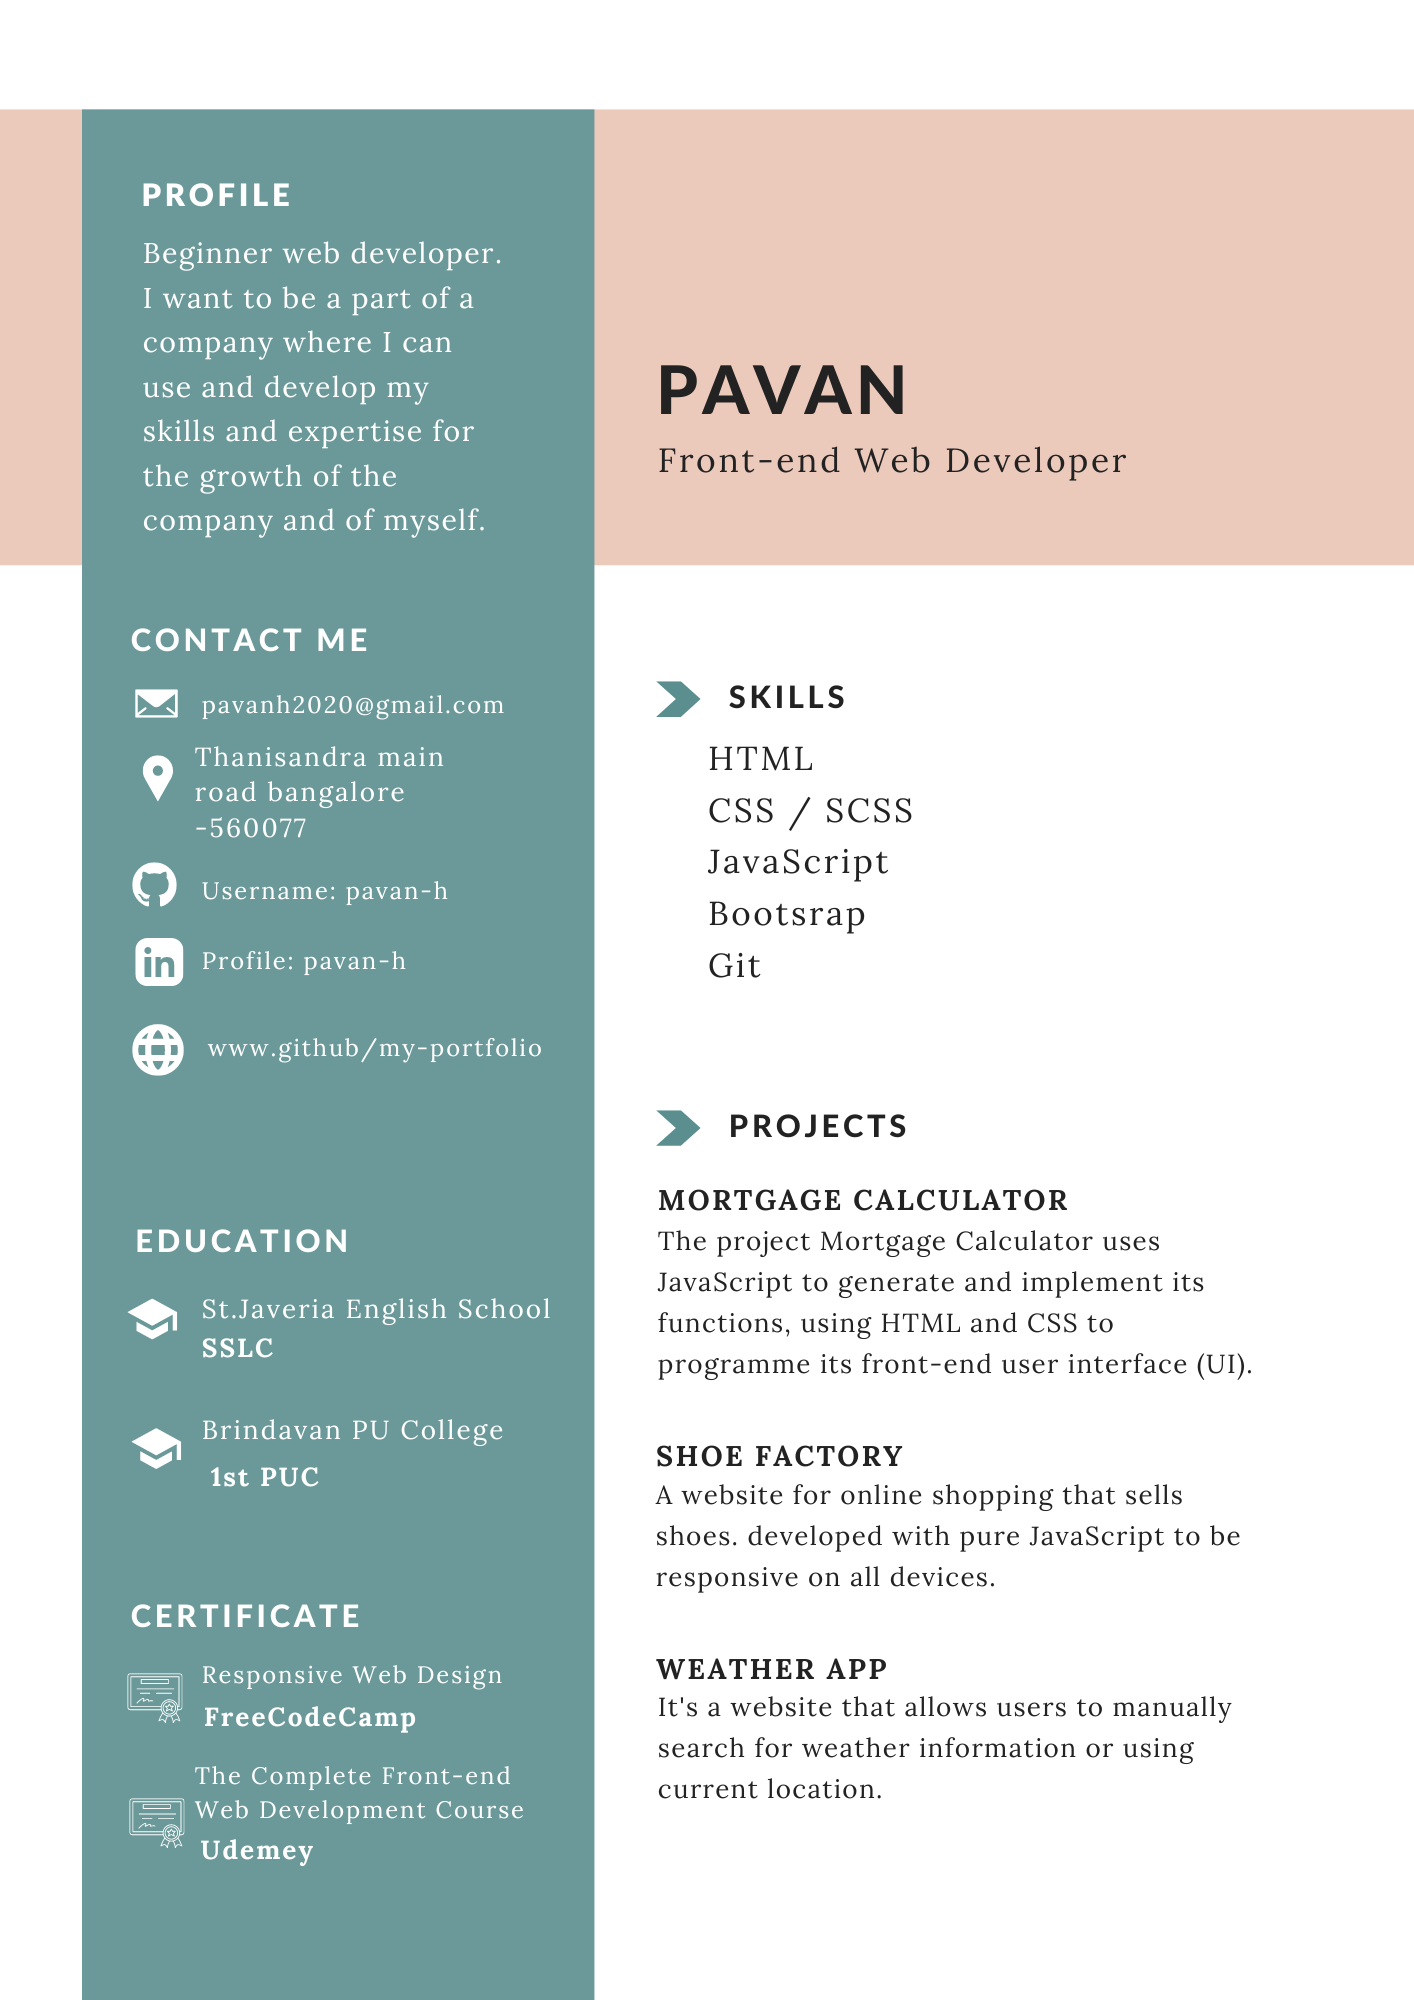 PROFILE
Beginner web developer.
I want to be a part of a
company where I can
use and develop my
skills and expertise for
the growth of the
company and of myself.
CONTACT ME
pavanh2020@gmail.com
Thanisandra main
road bangalore
-560077
Username: pavan-h
Profile: pavan-h
www.github/my-portfolio
EDUCATION
St.Javeria English School
SSLC
Brindavan PU College
1st PUC
CERTIFICATE
Responsive Web Design
FreeCodeCamp
The Complete Front-end
Web Development Course
Udemey
PAVAN
Front-end Web Developer
SKILLS
HTML
CSS / SCSS
JavaScript
Bootsrap
Git
PROJECTS
MORTGAGE CALCULATOR
The project Mortgage Calculator uses
JavaScript to generate and implement its
functions, using HTML and CSS to
programme its front-end user interface (UI).
SHOE FACTORY
A website for online shopping that sells
shoes. developed with pure JavaScript to be
responsive on all devices.
WEATHER APP
It's a website that allows users to manually
search for weather information or using
current location.